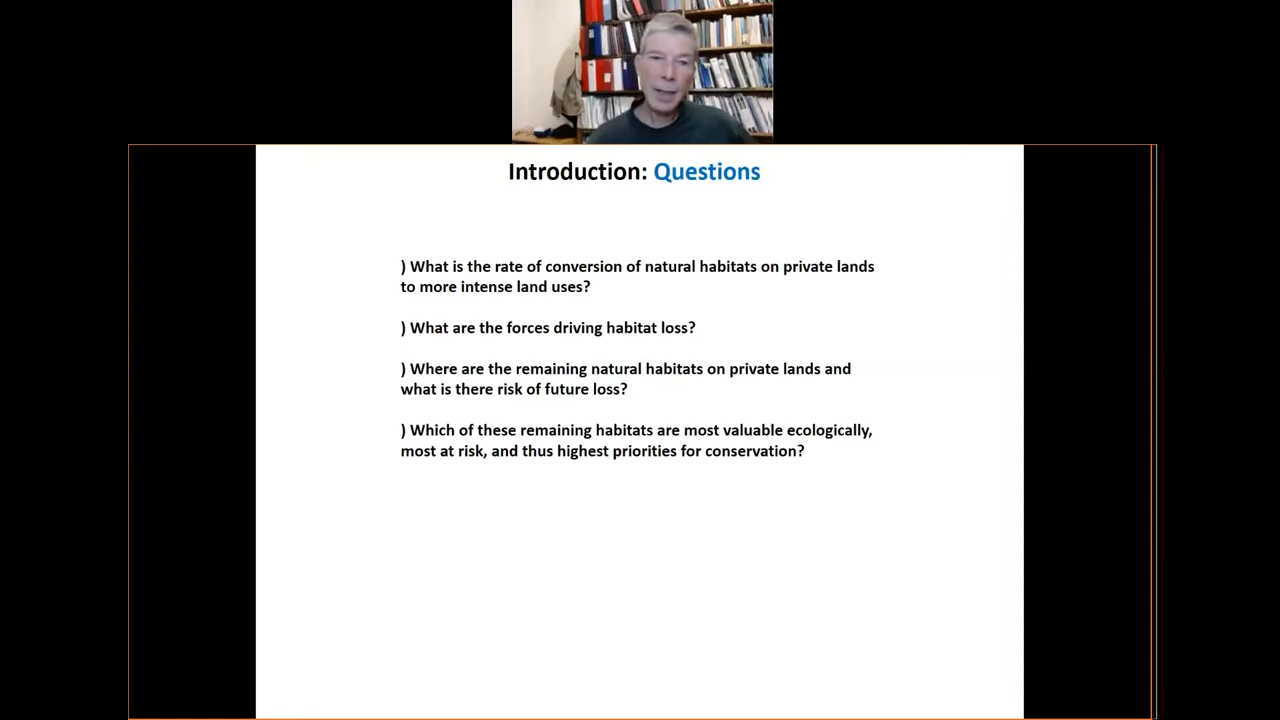 Introduction: Questions
) What is the rate of conversion of natural habitats on private lands
to more intense land uses?
) What are the forces driving habitat loss?
) Where are the remaining natural habitats on private lands and
what is there risk of future loss?
) Which of these remaining habitats are most valuable ecologically,
most at risk, and thus highest priorities for conservation?